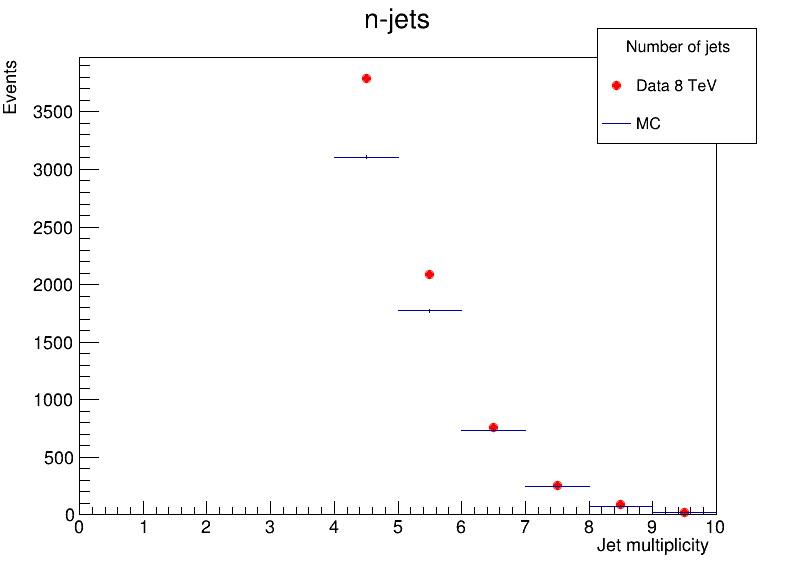 n-jets
Number of jets
Data 8 TeV
MC
Events
3500
3000
2500
2000
1500
1000
500
0
0 1 2 3 4 5 6 7 8 9 10
Jet multiplicity